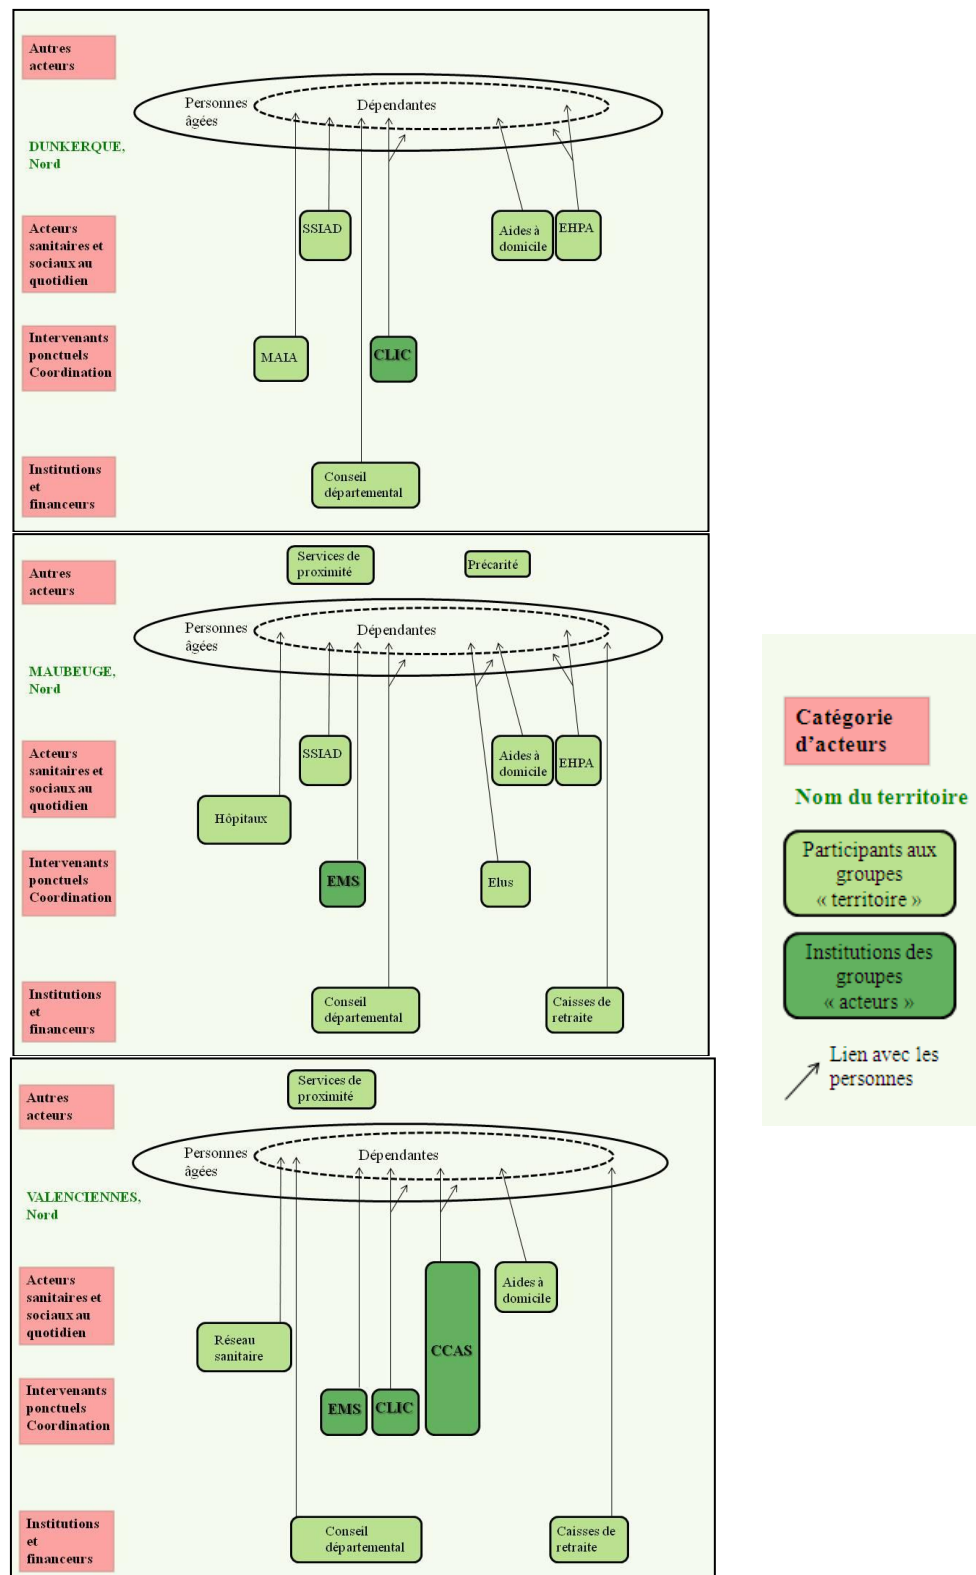 Autres
acteurs
Personnes
âgées
Dépendantes
DUNKERQUE,
Nord
Acteurs
sanitaires et
sociaux au
quotidien
SSIAD
Aides à
domicile
EHPA
Intervenants
ponctuels
Coordination
MAIA
CLIC
Institutions
et
financeurs
Conseil
départemental
Autres
acteurs
Services de
proximité
Précarité
Personnes
âgées
Dépendantes
MAUBEUGE,
Nord
Acteurs
sanitaires et
sociaux au
quotidien
SSIAD
Aides à
domicile
EHPA
Hôpitaux
Intervenants
ponctuels
Coordination
EMS
Elus
Institutions
et
financeurs
Conseil
départemental
Caisses de
retraite
Autres
acteurs
Services de
proximité
Personnes
âgées
Dépendantes
VALENCIENNES,
Nord
Acteurs
sanitaires et
sociaux au
quotidien
Aides à
domicile
Réseau
sanitaire
CCAS
Intervenants
ponctuels
Coordination
EMS
CLIC
Institutions
et
financeurs
Conseil
départemental
Caisses de
retraite
Catégorie
d'acteurs
Nom du territoire
Participants aux
groupes
« territoire »
Institutions des
groupes
« acteurs »
Lien avec les
personnes